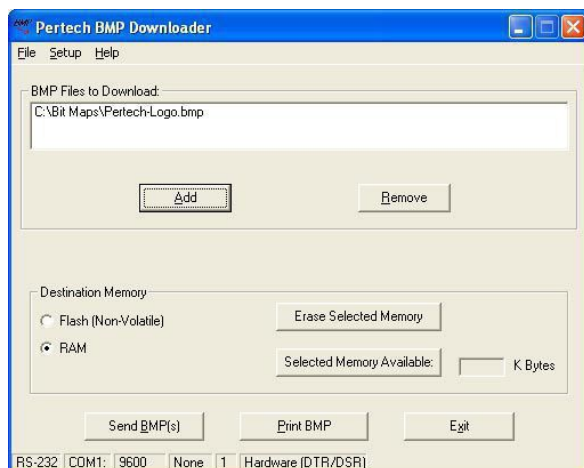 Pertech BMP Downloader
File Setup Help
BMP Files to Download:
C:\Bit Maps\Pertech-Logo.bmp
Add Remove
Destination Memory
Flash (Non-Volatile)
Erase Selected Memory
RAM
Selected Memory Available: K Bytes
Send BMP(s) Print BMP Exit
RS-232 COM1: 9600 None 1 Hardware (DTR/DSR)